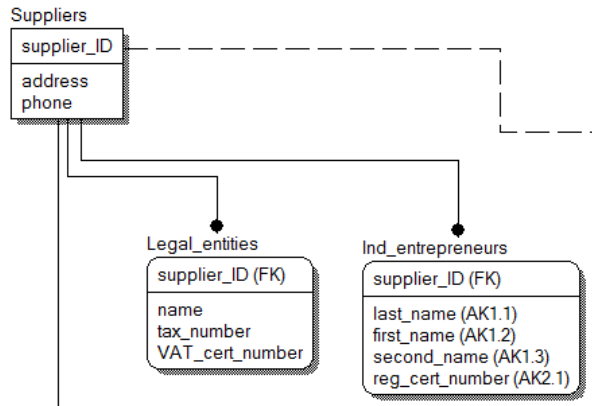 Suppliers
supplier_ID
address
phone
Legal_entities
supplier_ID (FK)
name
tax_number
VAT_cert_number
Ind_entrepreneurs
supplier_ID (FK)
last_name (AK1.1)
first_name (AK1.2)
second_name (AK1.3)
reg_cert_number (AK2.1)